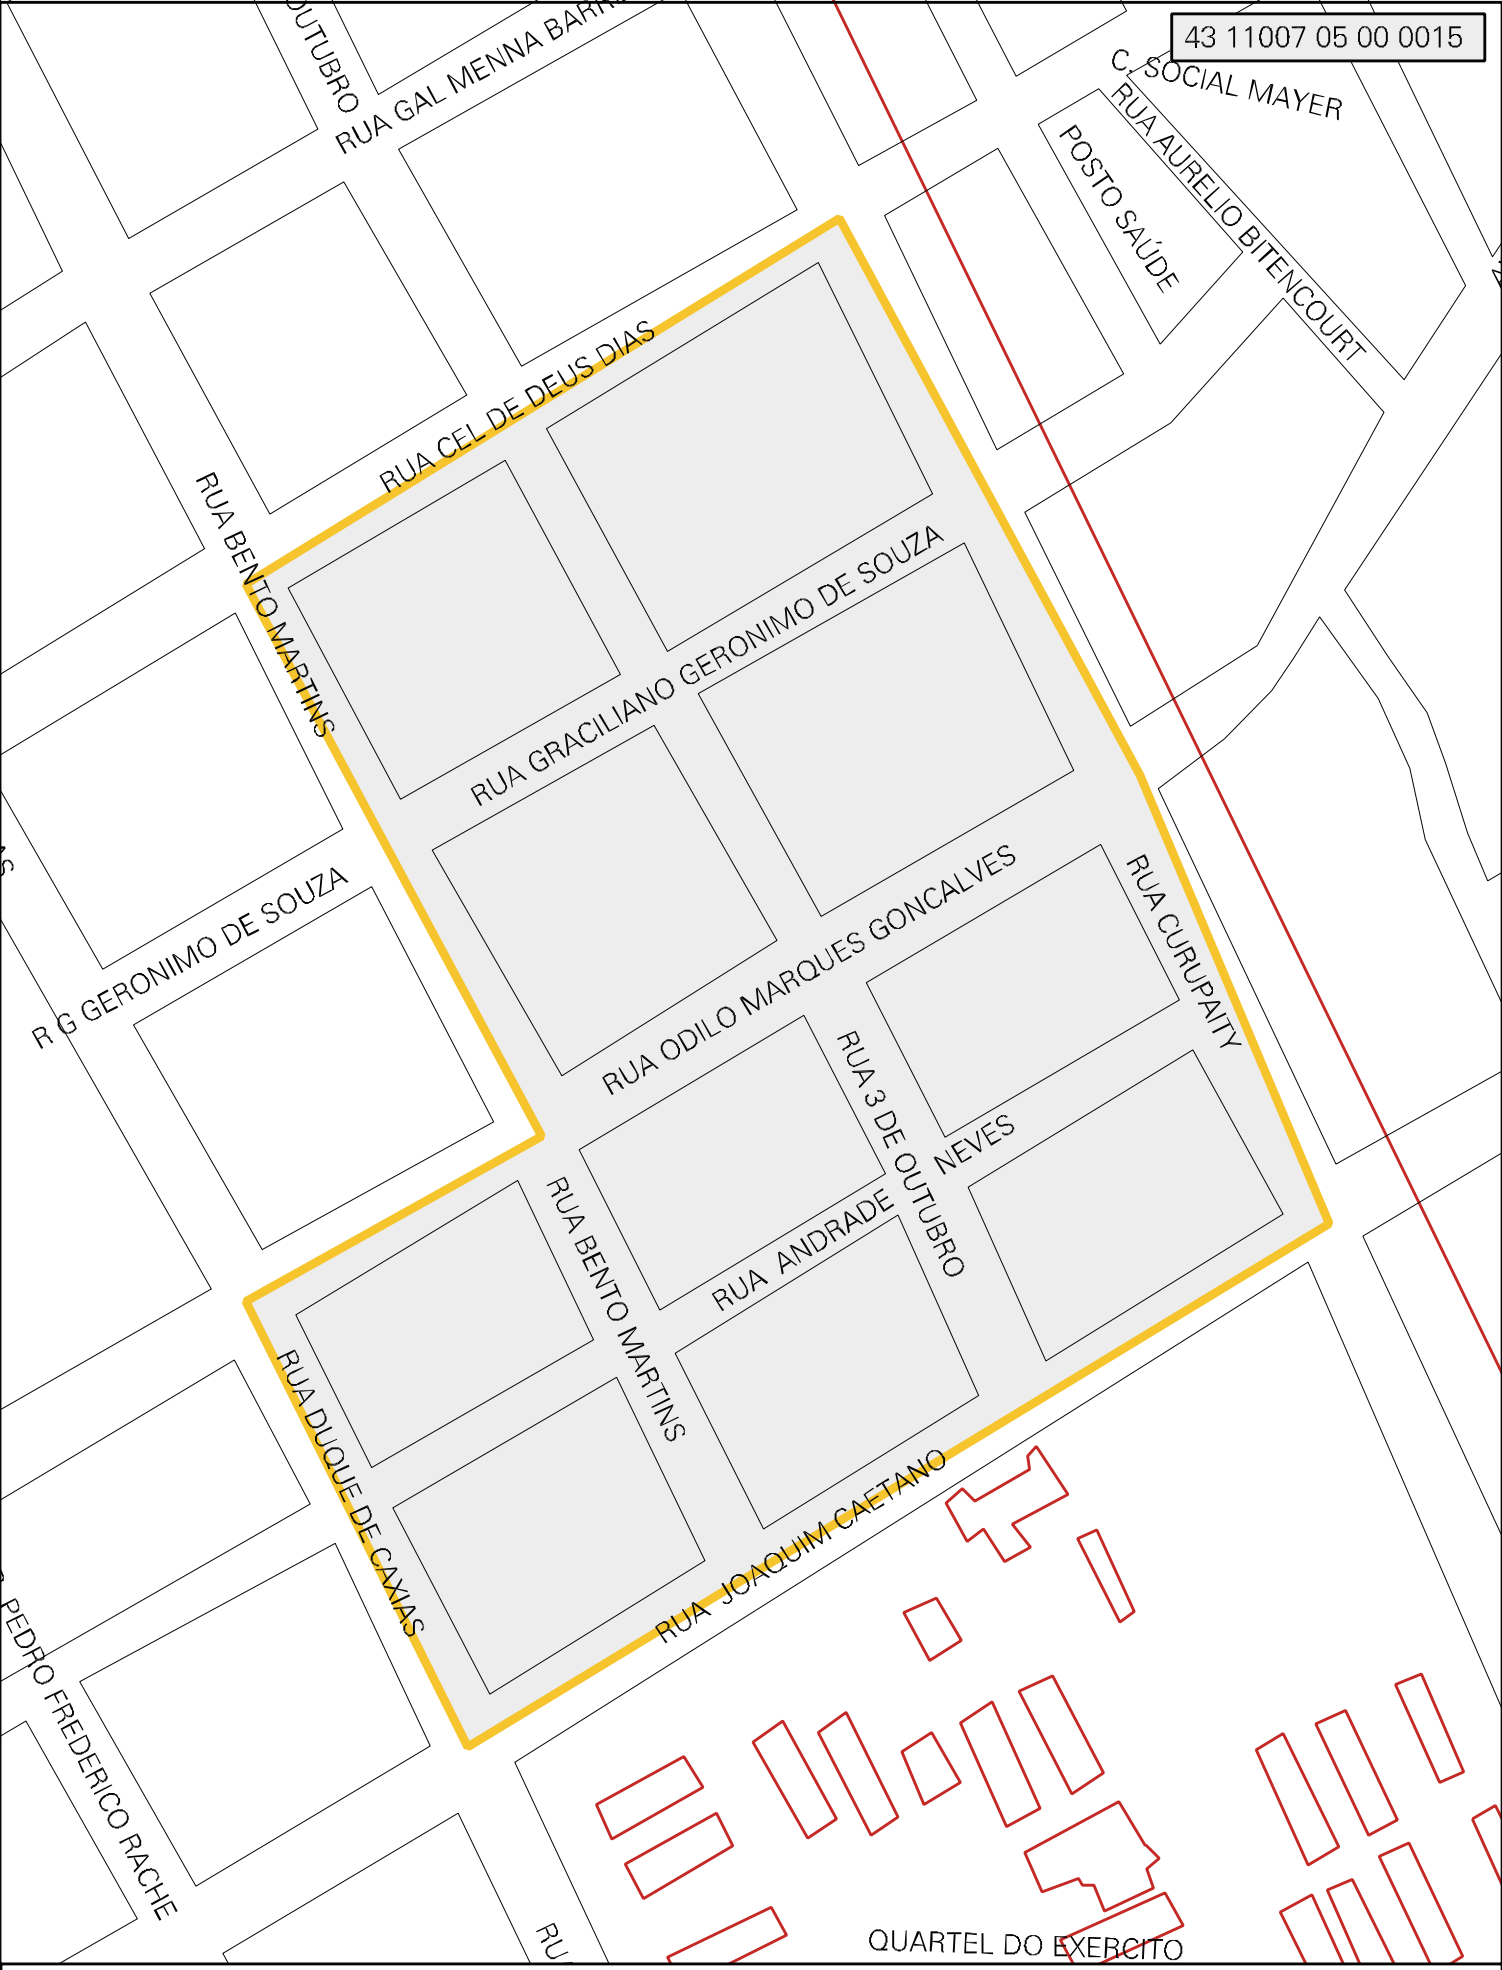 43 11007 05 00 0015
OUTUBRO
RUA GAL MENNA
C. SOCIAL MAYER
RUA AURELIO BITENCOURT
POSTO SAÚDE
RUA CEL DE DEUS DIAS
RUA BENTO MARTINS
RUA GRACILIANO GERONIMO DE SOUZA
R G GERONIMO DE SOUZA
RUA ODILO MARQUES GONCALVES
RUA CURUPAITY
RUA 3 DE OUTUBRO
RUA ANDRADE NEVES
RUA BENTO MARTINS
RUA DUQUE DE CAXIAS
RUA JOAQUIM CAETANO
PEDRO FREDERICO RACHE
QUARTEL DO EXERCITO